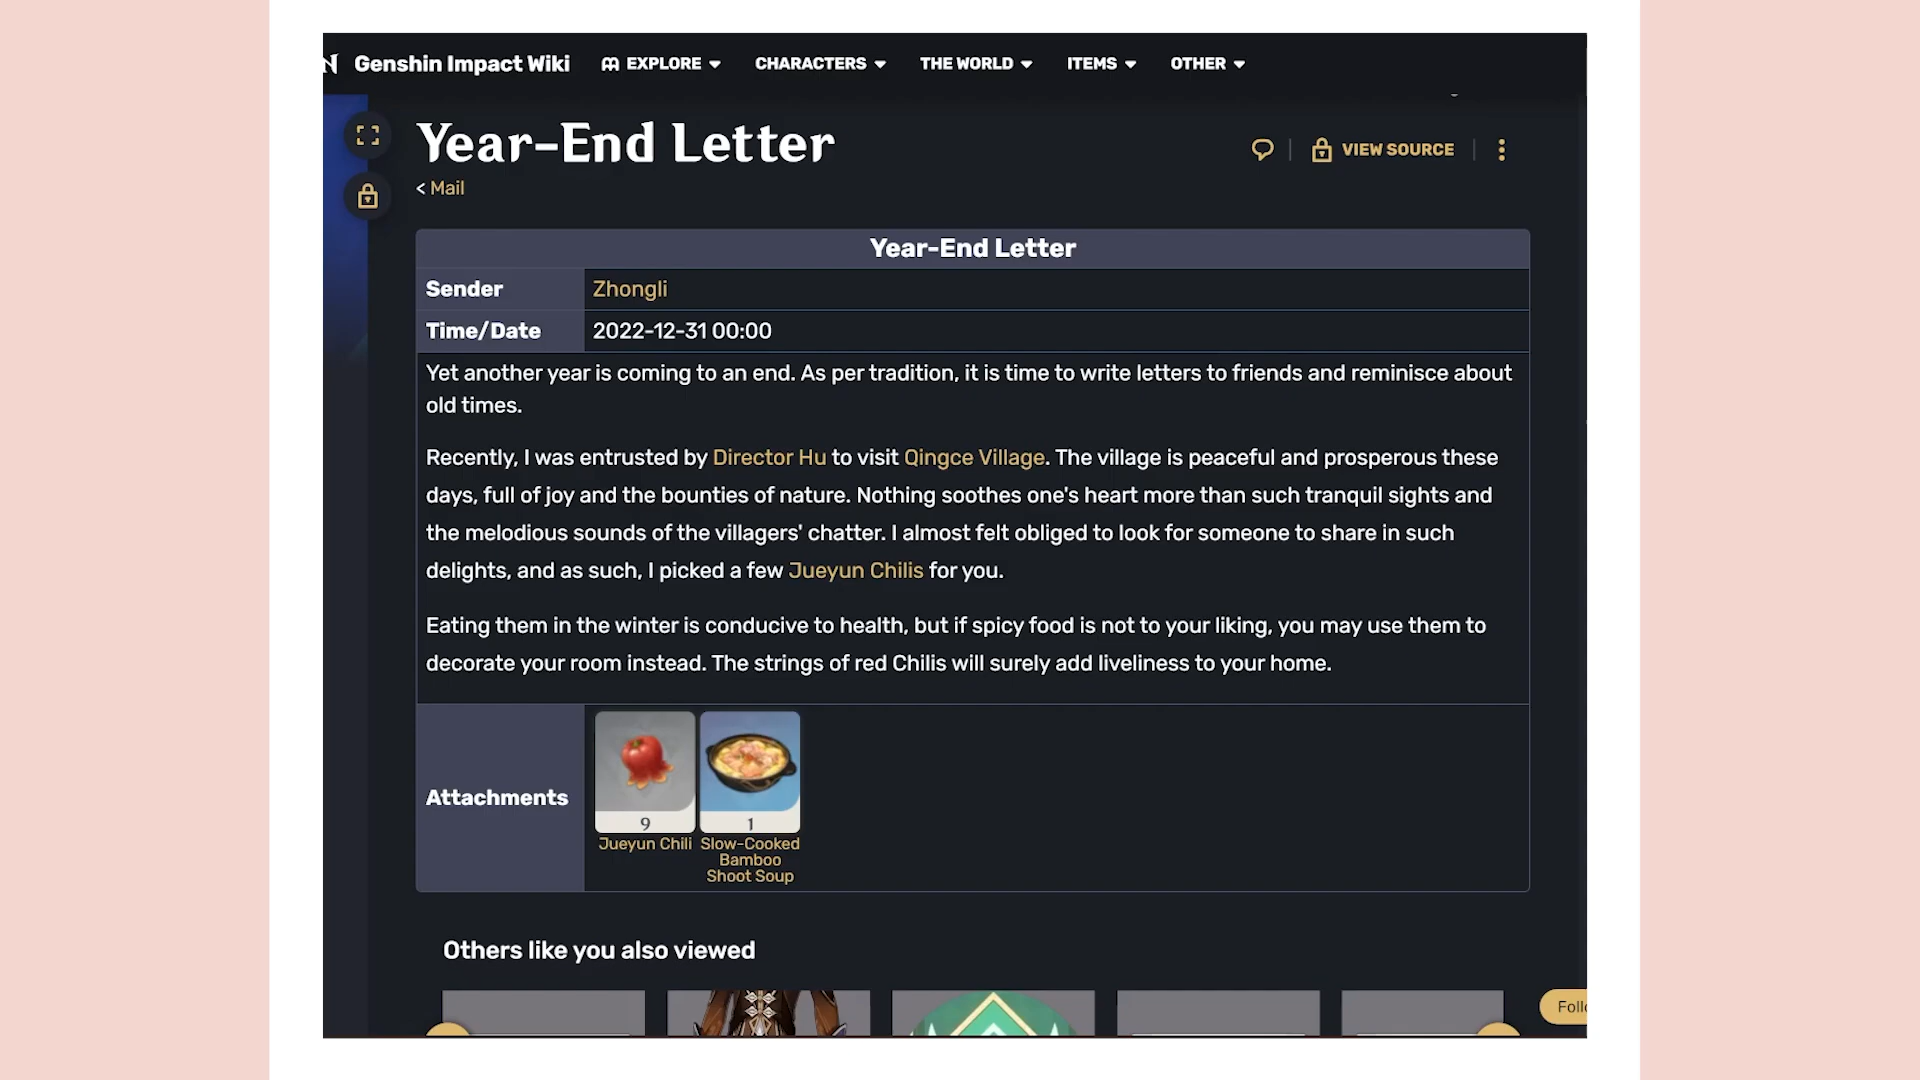 Genshin Impact Wiki EXPLORE CHARACTERS THE WORLD ITEMS OTHER
Year-End Letter
VIEW SOURCE
< Mail
Year-End Letter
Sender Zhongli
Time/Date 2022-12-31 00:00
Yet another year is coming to an end. As per tradition, it is time to write letters to friends and reminisce about
old times.
Recently, I was entrusted by Director Hu to visit Qingce Village. The village is peaceful and prosperous these
days, full of joy and the bounties of nature. Nothing soothes one's heart more than such tranquil sights and
the melodious sounds of the villagers' chatter. I almost felt obliged to look for someone to share in such
delights, and as such, I picked a few Jueyun Chilis for you.
Eating them in the winter is conducive to health, but if spicy food is not to your liking, you may use them to
decorate your room instead. The strings of red Chilis will surely add liveliness to your home.
Attachments
9
Jueyun Chili
1
Slow-Cooked
Bamboo
Shoot Soup
Others like you also viewed